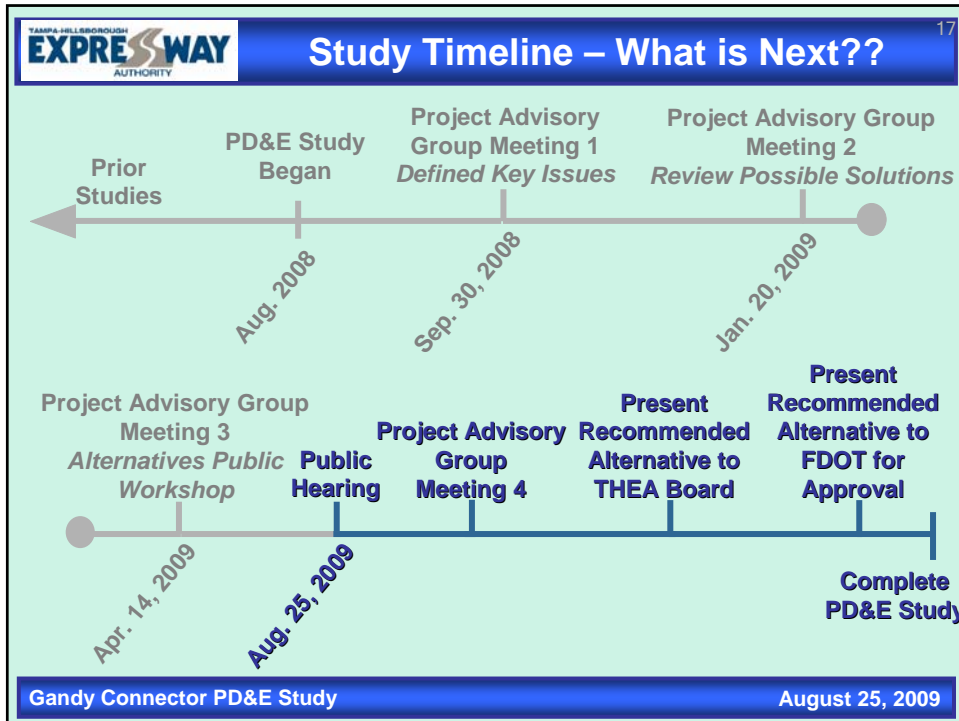 17
TAMPA-HILLSBOROUGH
EXPRESSWAY
AUTHORITY
Study Timeline – What is Next??
Prior
Studies
PD&E Study
Began
Project Advisory
Group Meeting 1
Defined Key Issues
Project Advisory Group
Meeting 2
Review Possible Solutions
Aug. 2008
Sep. 30, 2008
Jan. 20, 2009
Project Advisory Group
Meeting 3
Alternatives Public
Workshop
Public
Hearing
Project Advisory
Group
Meeting 4
Present
Recommended
Alternative to
THEA Board
Present
Recommended
Alternative to
FDOT for
Approval
Apr. 14, 2009
Aug. 25, 2009
Complete
PD&E Study
Gandy Connector PD&E Study
August 25, 2009